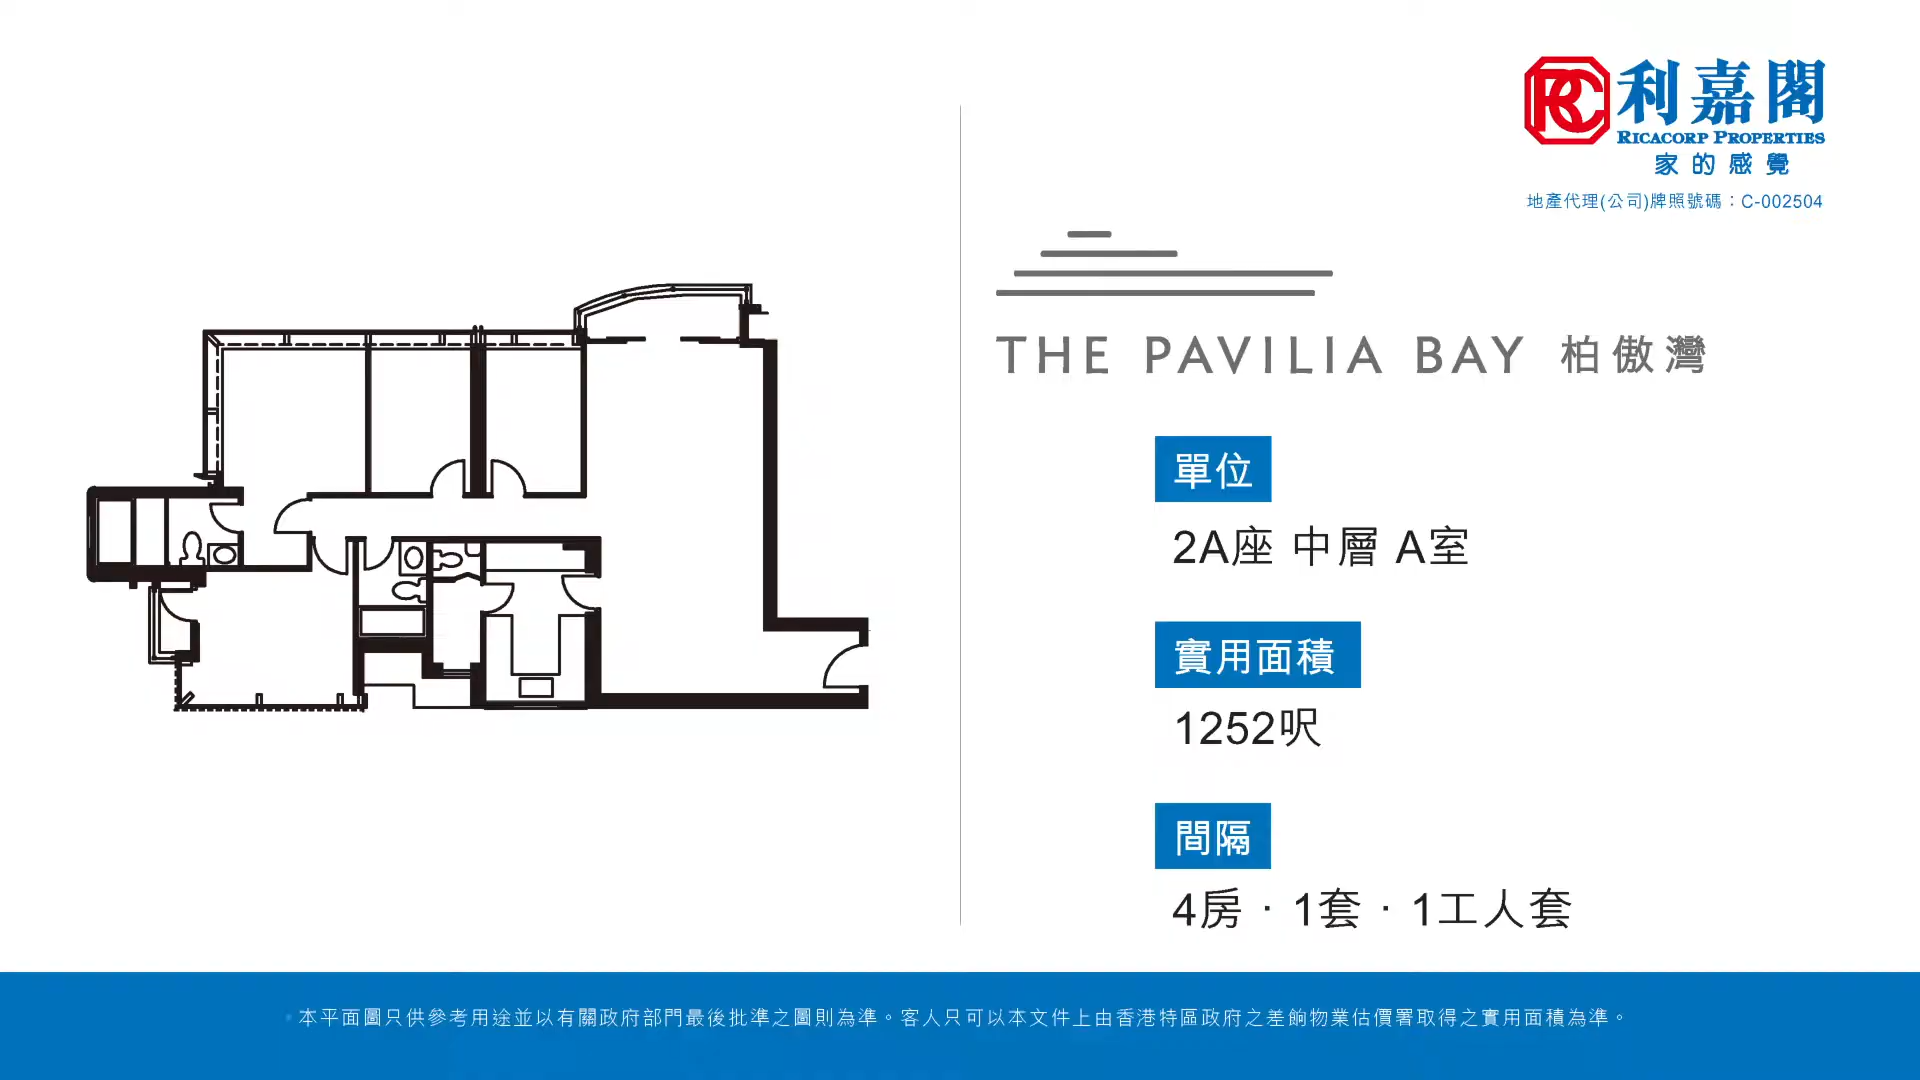 RC 利嘉閣
RICACORP PROPERTIES
家的感覺
地產代理(公司)牌照號碼：C-002504
THE PAVILIA BAY 柏傲灣
單位
2A座 中層 A室
實用面積
1252呎
間隔
4房．1套．1工人套
本平面圖只供參考用途並以有關政府部門最後批準之圖則為準。客人只可以本文件上由香港特區政府之差餉物業估價署取得之實用面積為準。